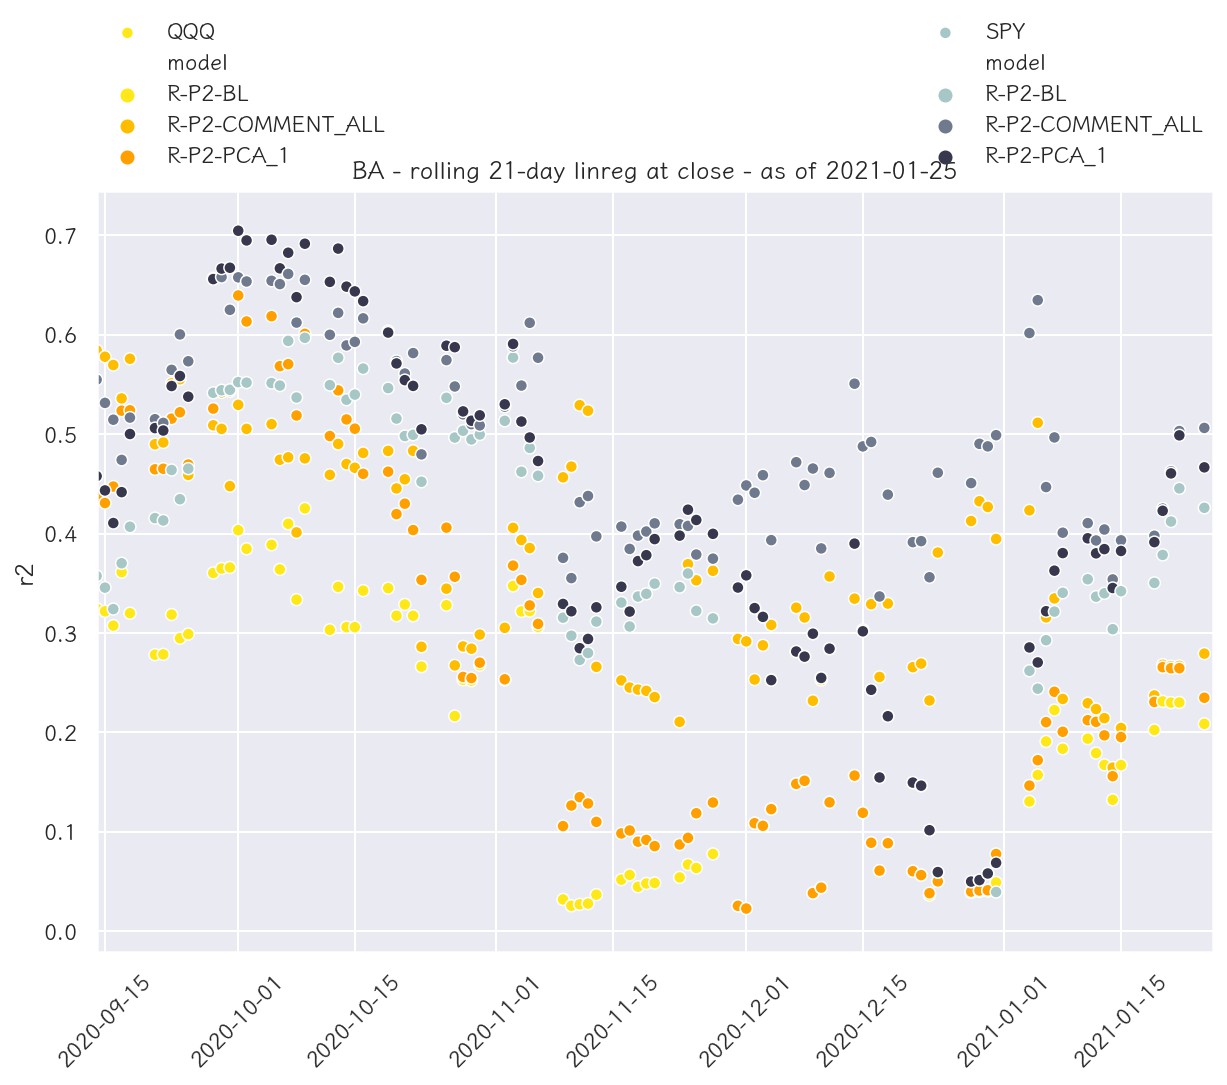 QQQ
model
R-P2-BL
R-P2-COMMENT_ALL
R-P2-PCA_1
SPY
model
R-P2-BL
R-P2-COMMENT_ALL
R-P2-PCA_1
BA - rolling 21-day linreg at close - as of 2021-01-25
r2
0.7
0.6
0.5
0.4
0.3
0.2
0.1
0.0
2020-09-15
2020-10-01
2020-10-15
2020-11-01
2020-11-15
2020-12-01
2020-12-15
2021-01-01
2021-01-15